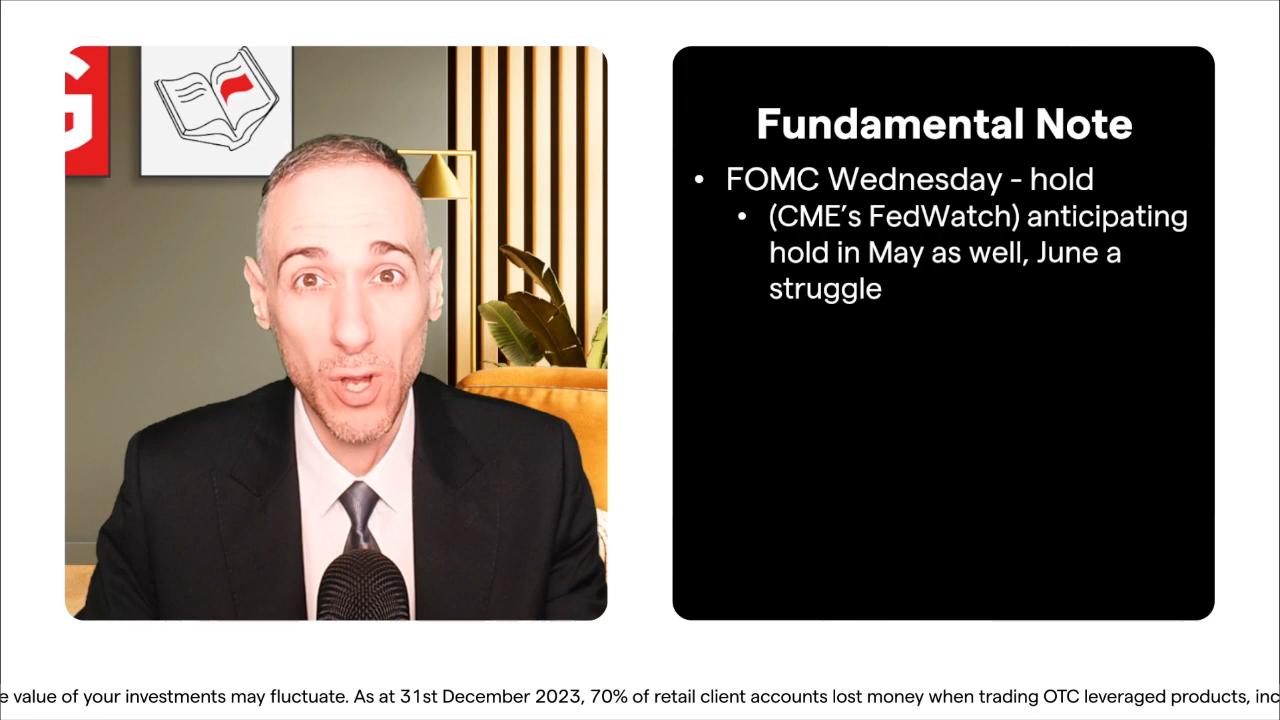 G
Fundamental Note
• FOMC Wednesday - hold
• (CME’s FedWatch) anticipating
hold in May as well, June a
struggle
value of your investments may fluctuate. As at 31st December 2023, 70% of retail client accounts lost money when trading OTC leveraged products,